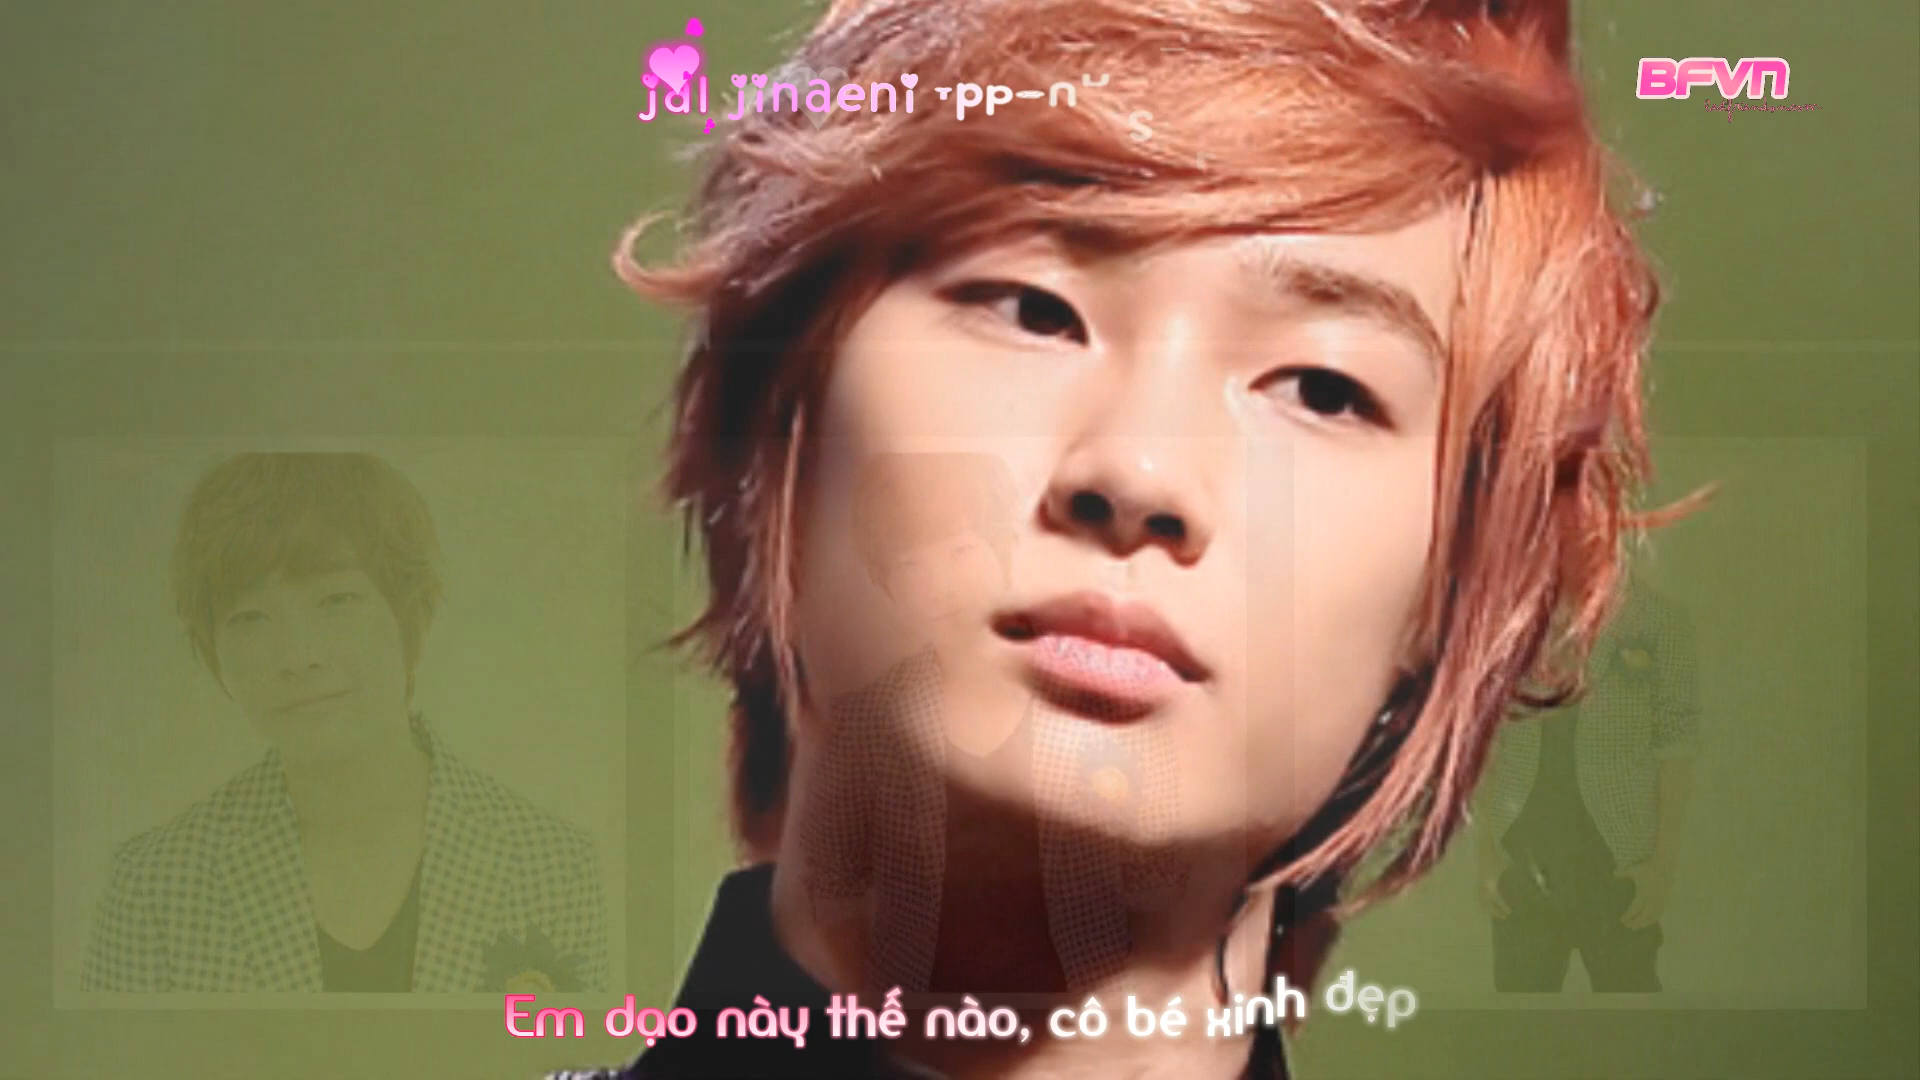 jal jinaeni
BFVN
Em dạo này thế nào, cô bé xinh đẹp